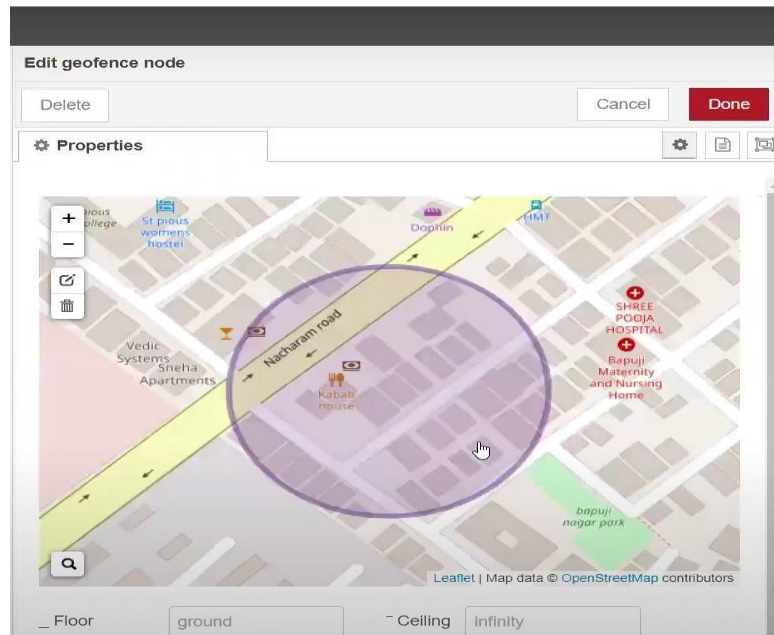 Edit geofence node
Delete
Cancel
Done
Properties
+
−
St pious
womens
hostel
Dophin
HMT
Nacharam road
Kabab
house
Vedic
Systems
Sneha
Apartments
SHREE
POOJA
HOSPITAL
Bapuji
Maternity
and Nursing
Home
bapuji
nagar park
Leaflet | Map data © OpenStreetMap contributors
Floor
ground
Ceiling
infinity